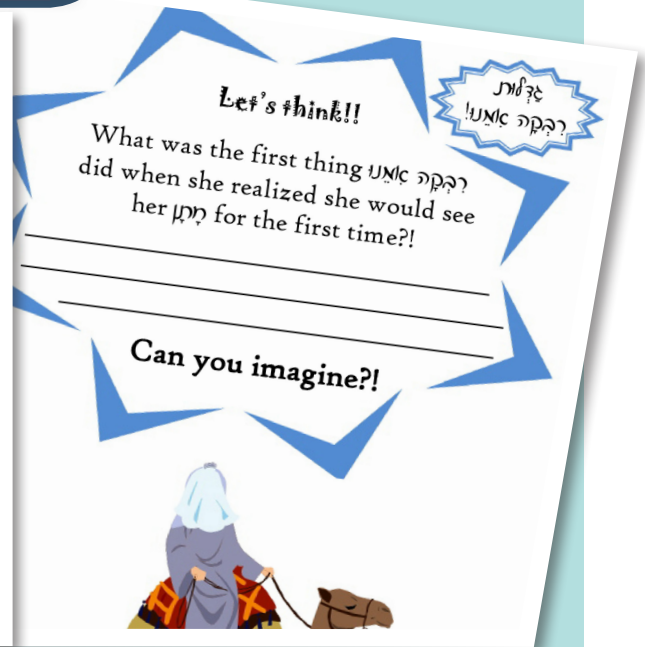 גַדְלוּת
רִבְקָה אִמֵנוּ!
Let's think!!
What was the first thing רִבְקָה אִמֵנוּ
did when she realized she would see
her חָתָן for the first time?!
Can you imagine?!